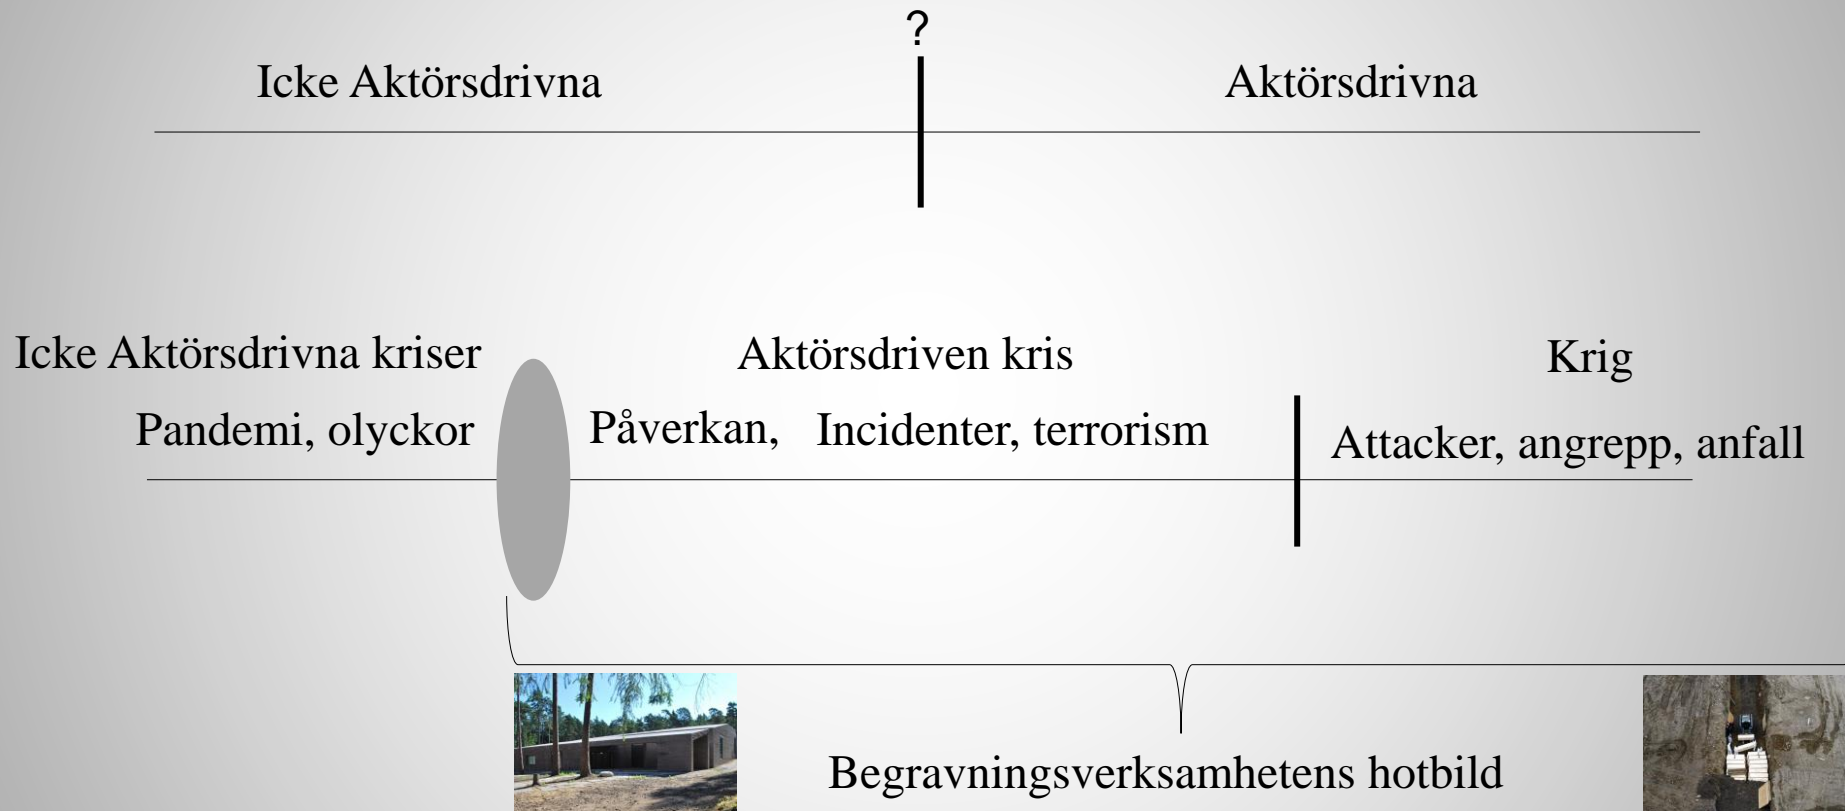 ?
Icke Aktörsdrivna
Aktörsdrivna
Icke Aktörsdrivna kriser
Pandemi, olyckor
Aktörsdriven kris
Påverkan, Incidenter, terrorism
Krig
Attacker, angrepp, anfall
Begravningsverksamhetens hotbild